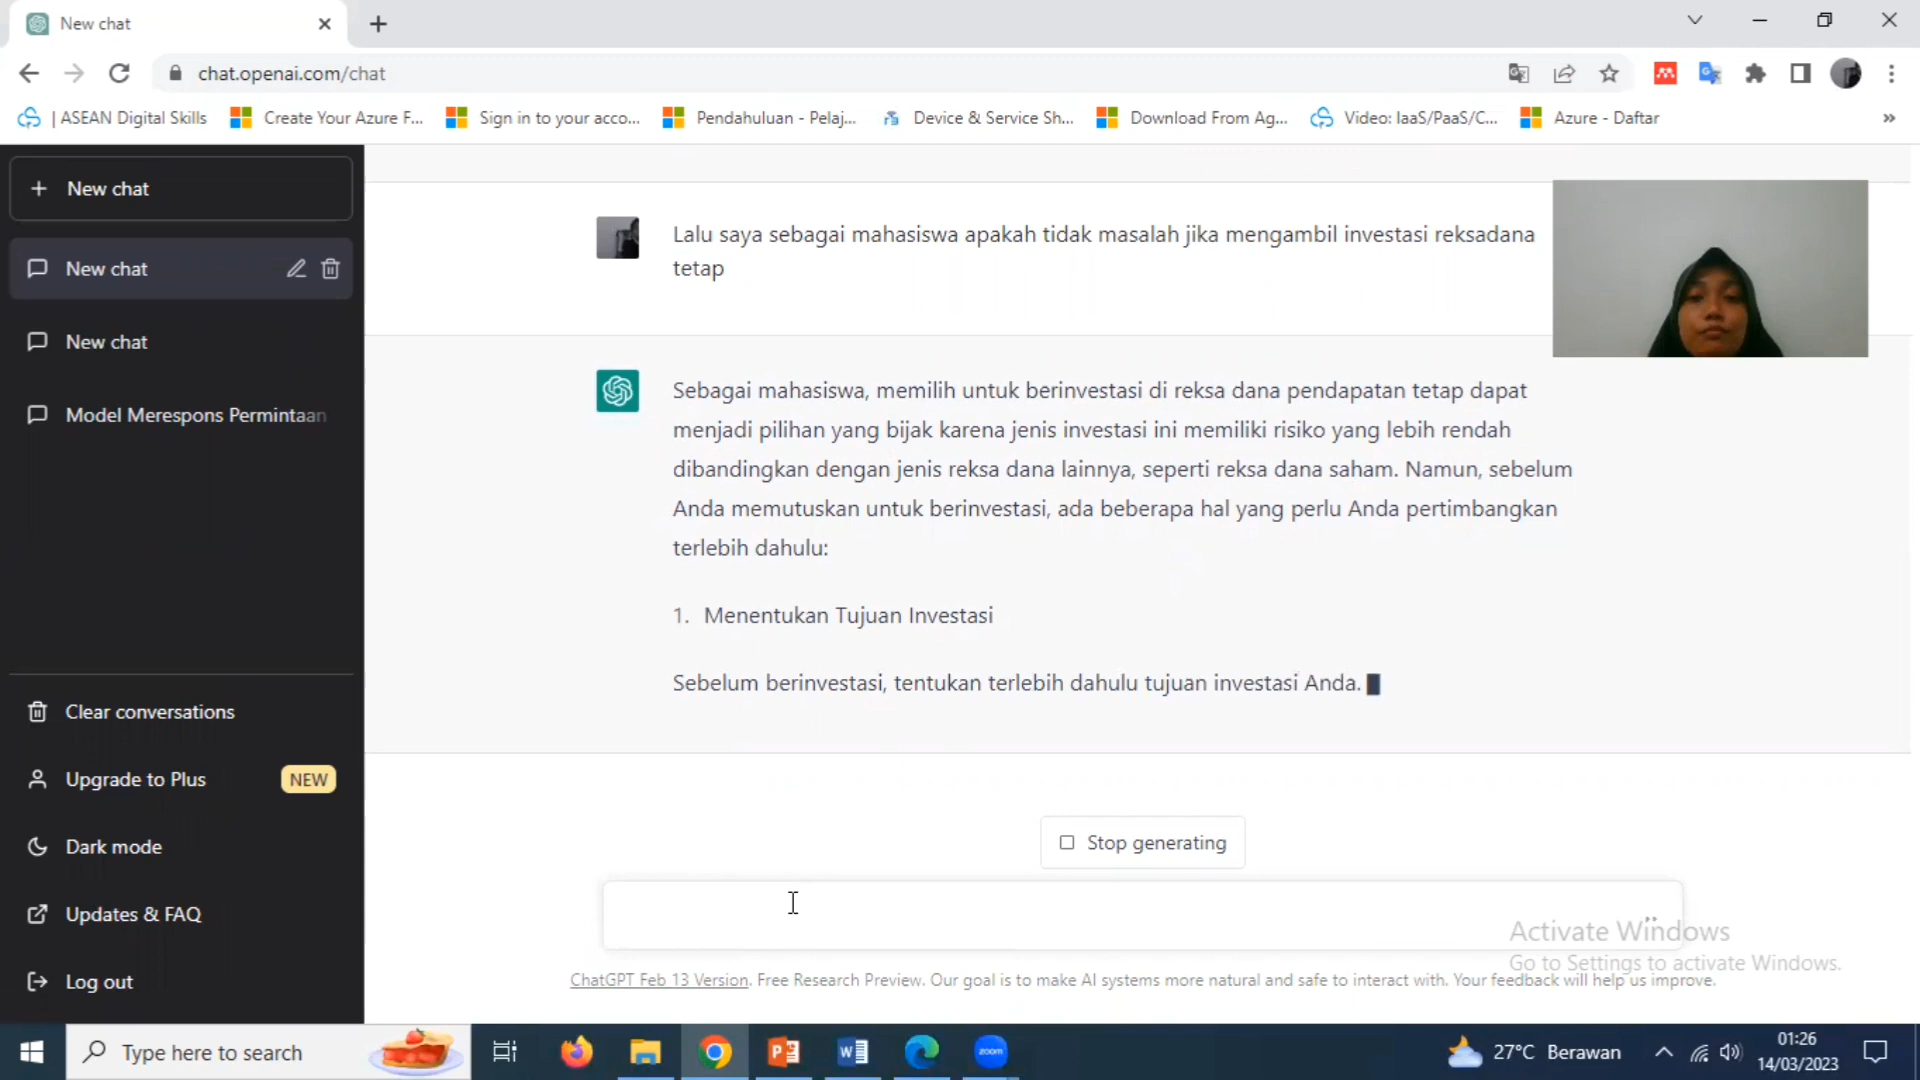 New chat
chat.openai.com/chat
| ASEAN Digital Skills
Create Your Azure F...
Sign in to your acco...
Pendahuluan - Pelaj...
Device & Service Sh...
Download From Ag...
Video: IaaS/PaaS/C...
Azure - Daftar
»
New chat
New chat
New chat
Model Merespons Permintaan
Clear conversations
Upgrade to Plus NEW
Dark mode
Updates & FAQ
Log out
Lalu saya sebagai mahasiswa apakah tidak masalah jika mengambil investasi reksadana
tetap
Sebagai mahasiswa, memilih untuk berinvestasi di reksa dana pendapatan tetap dapat
menjadi pilihan yang bijak karena jenis investasi ini memiliki risiko yang lebih rendah
dibandingkan dengan jenis reksa dana lainnya, seperti reksa dana saham. Namun, sebelum
Anda memutuskan untuk berinvestasi, ada beberapa hal yang perlu Anda pertimbangkan
terlebih dahulu:
1. Menentukan Tujuan Investasi
Sebelum berinvestasi, tentukan terlebih dahulu tujuan investasi Anda.
Stop generating
Activate Windows
Go to Settings to activate Windows.
ChatGPT Feb 13 Version. Free Research Preview. Our goal is to make AI systems more natural and safe to interact with. Your feedback will help us improve.
Type here to search
zoom
27°C Berawan
01:26
14/03/2023